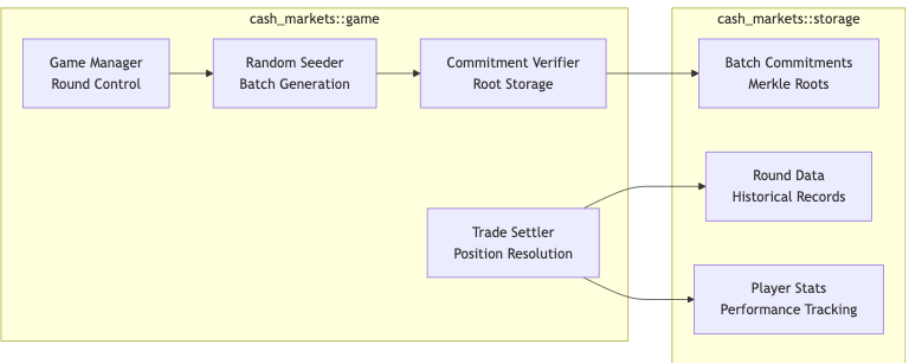 cash_markets::game
Game Manager
Round Control
Random Seeder
Batch Generation
Commitment Verifier
Root Storage
Trade Settler
Position Resolution
cash_markets::storage
Batch Commitments
Merkle Roots
Round Data
Historical Records
Player Stats
Performance Tracking